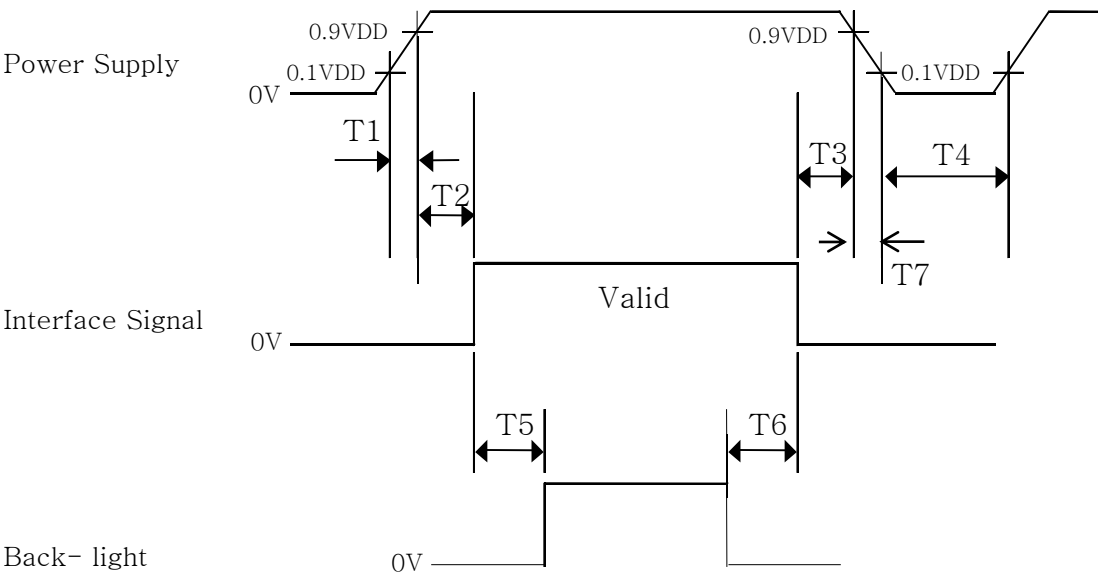 0.9VDD
0.9VDD
Power Supply
0.1VDD
0.1VDD
0V
T1
T3
T4
T2
T7
Valid
Interface Signal
0V
T5
T6
Back- light
0V